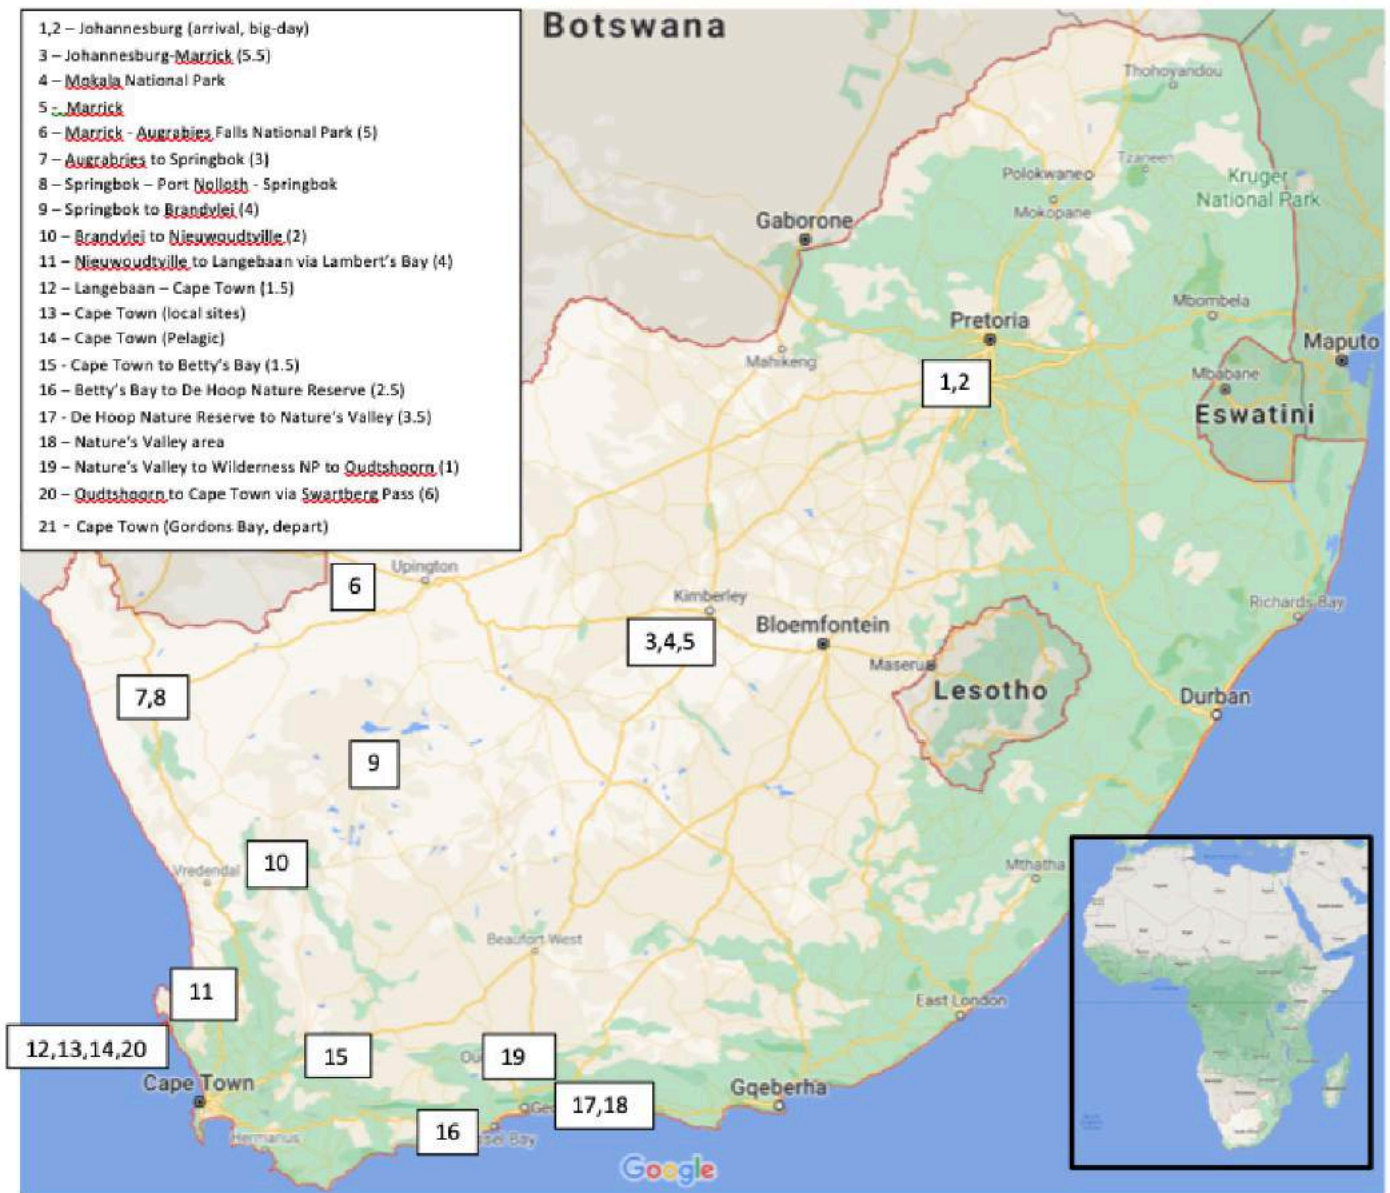 1,2 – Johannesburg (arrival, big-day)
3 – Johannesburg-Marrick (5.5)
4 – Mokala National Park
5 - Marrick
6 – Marrick - Augrabies Falls National Park (5)
7 – Augrabries to Springbok (3)
8 – Springbok – Port Nolloth - Springbok
9 – Springbok to Brandvlei (4)
10 – Brandvlei to Nieuwoudtville (2)
11 – Nieuwoudtville to Langebaan via Lambert's Bay (4)
12 – Langebaan – Cape Town (1.5)
13 – Cape Town (local sites)
14 – Cape Town (Pelagic)
15 - Cape Town to Betty's Bay (1.5)
16 – Betty's Bay to De Hoop Nature Reserve (2.5)
17 - De Hoop Nature Reserve to Nature's Valley (3.5)
18 – Nature's Valley area
19 – Nature's Valley to Wilderness NP to Oudtshoorn (1)
20 – Oudtshoorn to Cape Town via Swartberg Pass (6)
21 - Cape Town (Gordons Bay, depart)
Botswana
Thohoyandou
Tzaneen
Polokwane
Kruger
National Park
Mokopane
Gaborone
Mbombela
Pretoria
Maputo
Mahikeng
Mbabane
1,2
Eswatini
Upington
6
Kimberley
Richards Bay
Bloemfontein
3,4,5
Maseru
Lesotho
7,8
Durban
9
10
Vredendal
Mthatha
Beaufort West
11
East London
12,13,14,20
15
Ou
19
Cape Town
Gqeberha
Geo
17,18
16
Hermanus
ssel Bay
Google